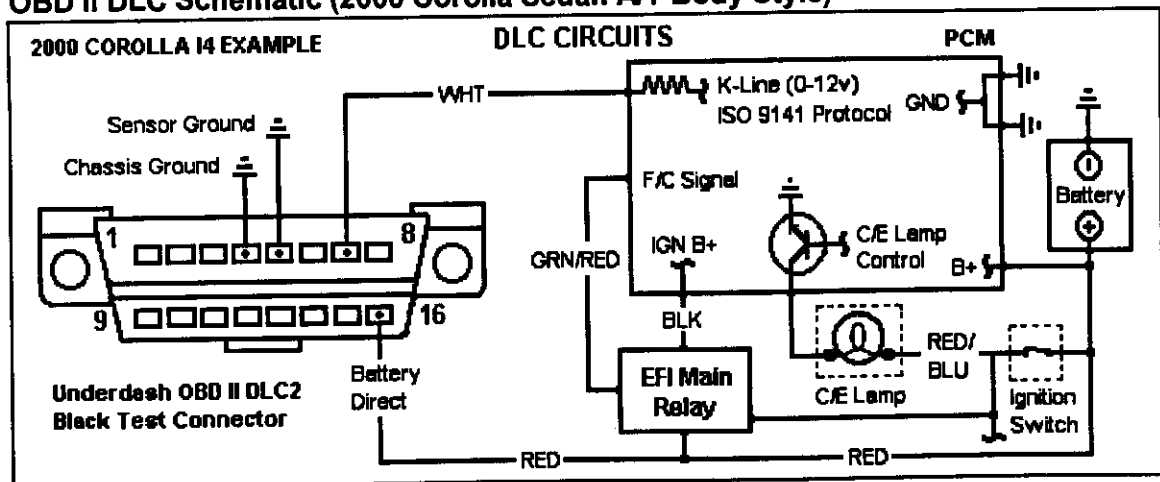 OBD II DLC Schematic (2000 Corolla Sedan A/T Body Style)
2000 COROLLA I4 EXAMPLE
DLC CIRCUITS
PCM
WHT
K-Line (0-12v)
ISO 9141 Protocol
GND
Sensor Ground
Chassis Ground
F/C Signal
Battery
1
8
GRN/RED
IGN B+
C/E Lamp
Control
B+
9
16
BLK
RED/
BLU
Underdash OBD II DLC2
Black Test Connector
Battery
Direct
EFI Main
Relay
C/E Lamp
Ignition
Switch
RED
RED